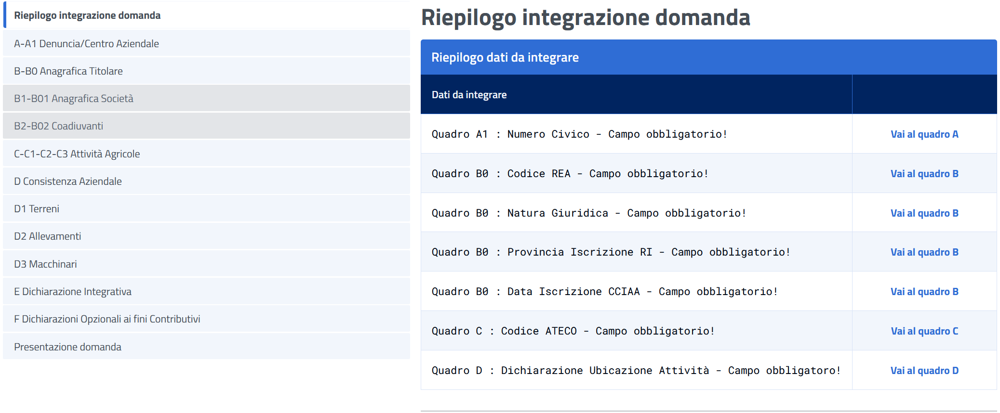 Riepilogo integrazione domanda
A-A1 Denuncia/Centro Aziendale
B-B0 Anagrafica Titolare
B1-B01 Anagrafica Società
B2-B02 Coadiuvanti
C-C1-C2-C3 Attività Agricole
D Consistenza Aziendale
D1 Terreni
D2 Allevamenti
D3 Macchinari
E Dichiarazione Integrativa
F Dichiarazioni Opzionali ai fini Contributivi
Presentazione domanda
Riepilogo integrazione domanda
Riepilogo dati da integrare
Dati da integrare
Quadro A1 : Numero Civico - Campo obbligatorio! Vai al quadro A
Quadro B0 : Codice REA - Campo obbligatorio! Vai al quadro B
Quadro B0 : Natura Giuridica - Campo obbligatorio! Vai al quadro B
Quadro B0 : Provincia Iscrizione RI - Campo obbligatorio! Vai al quadro B
Quadro B0 : Data Iscrizione CCIAA - Campo obbligatorio! Vai al quadro B
Quadro C : Codice ATECO - Campo obbligatorio! Vai al quadro C
Quadro D : Dichiarazione Ubicazione Attività - Campo obbligatoro! Vai al quadro D